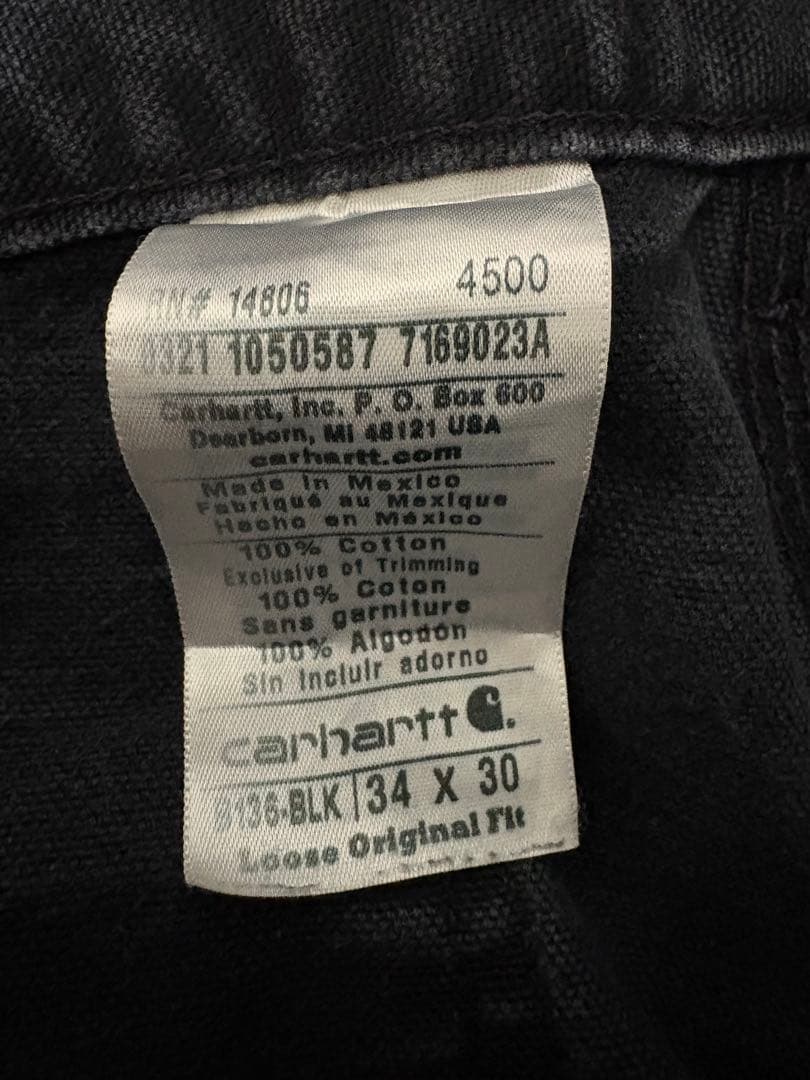 RN# 14806 4500
0321 1050587 7169023A
Carhartt, Inc. P. O. Box 600
Dearborn, MI 48121 USA
carhartt.com
Made in Mexico
Fabriqué au Mexique
Hecho en México
100% Cotton
Exclusive of Trimming
100% Coton
Sans garniture
100% Algodón
Sin incluir adorno
carhartt
B136-BLK 34 X 30
Loose Original Fit